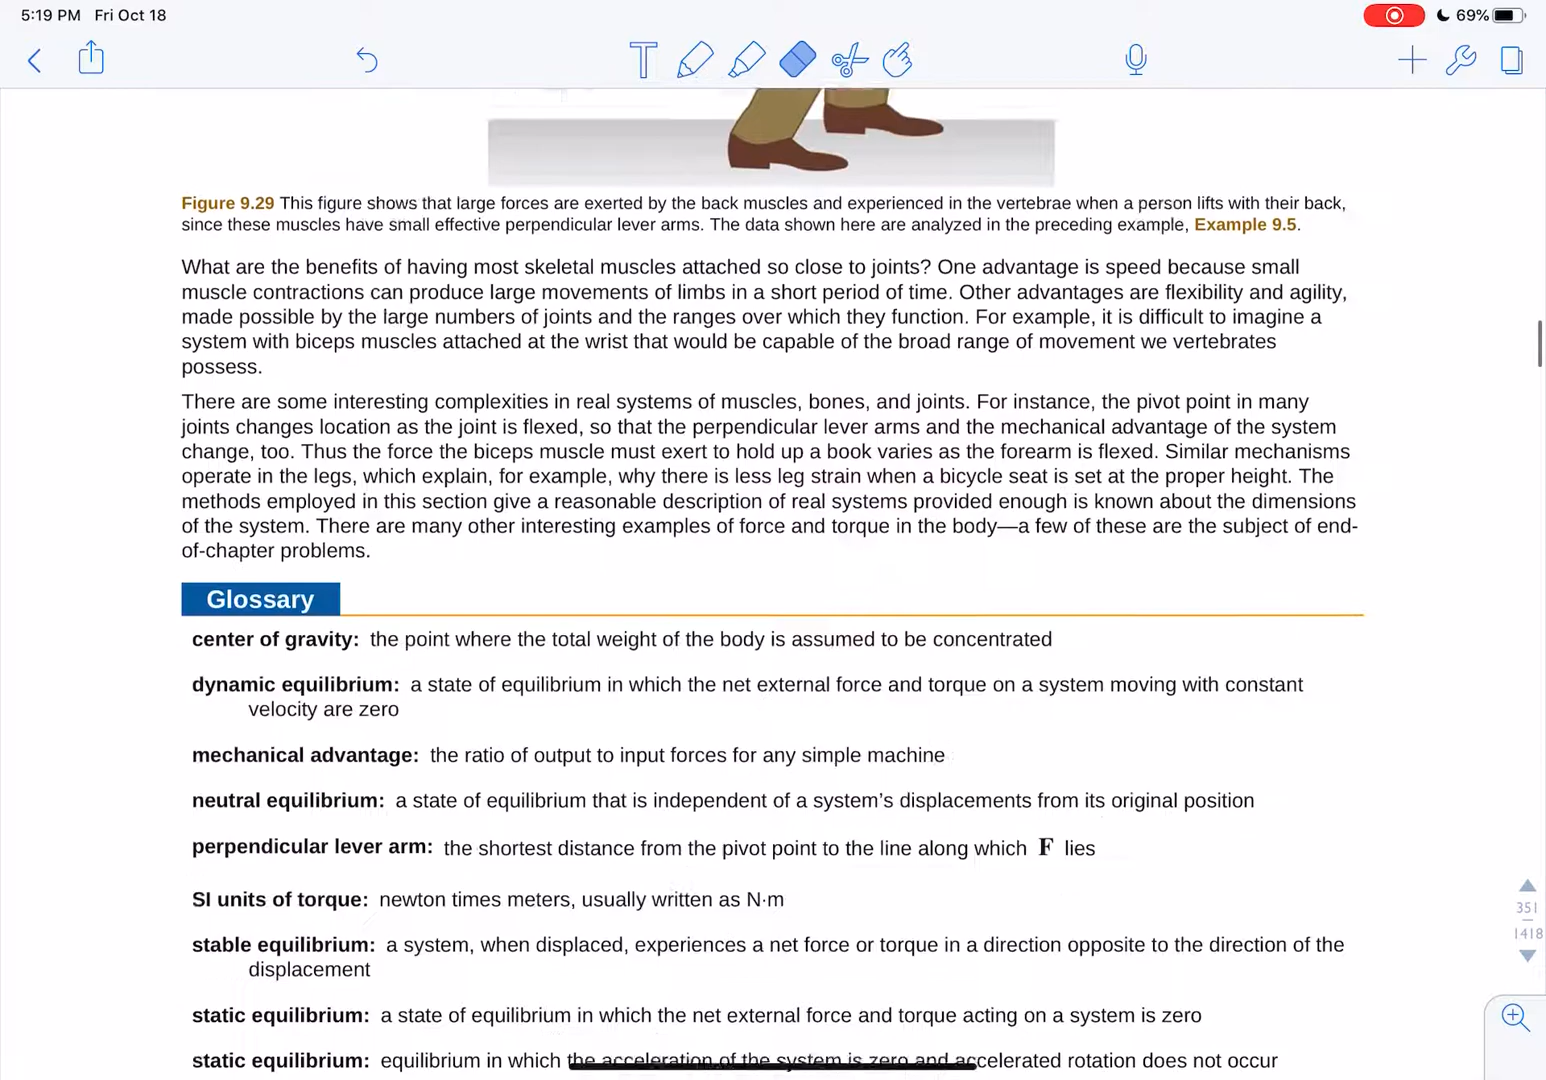 5:19 PM Fri Oct 18
69%
T
Figure 9.29 This figure shows that large forces are exerted by the back muscles and experienced in the vertebrae when a person lifts with their back,
since these muscles have small effective perpendicular lever arms. The data shown here are analyzed in the preceding example, Example 9.5.
What are the benefits of having most skeletal muscles attached so close to joints? One advantage is speed because small
muscle contractions can produce large movements of limbs in a short period of time. Other advantages are flexibility and agility,
made possible by the large numbers of joints and the ranges over which they function. For example, it is difficult to imagine a
system with biceps muscles attached at the wrist that would be capable of the broad range of movement we vertebrates
possess.
There are some interesting complexities in real systems of muscles, bones, and joints. For instance, the pivot point in many
joints changes location as the joint is flexed, so that the perpendicular lever arms and the mechanical advantage of the system
change, too. Thus the force the biceps muscle must exert to hold up a book varies as the forearm is flexed. Similar mechanisms
operate in the legs, which explain, for example, why there is less leg strain when a bicycle seat is set at the proper height. The
methods employed in this section give a reasonable description of real systems provided enough is known about the dimensions
of the system. There are many other interesting examples of force and torque in the body—a few of these are the subject of end-
of-chapter problems.
Glossary
center of gravity: the point where the total weight of the body is assumed to be concentrated
dynamic equilibrium: a state of equilibrium in which the net external force and torque on a system moving with constant
velocity are zero
mechanical advantage: the ratio of output to input forces for any simple machine
neutral equilibrium: a state of equilibrium that is independent of a system's displacements from its original position
perpendicular lever arm: the shortest distance from the pivot point to the line along which F lies
SI units of torque: newton times meters, usually written as N·m
351
1418
stable equilibrium: a system, when displaced, experiences a net force or torque in a direction opposite to the direction of the
displacement
static equilibrium: a state of equilibrium in which the net external force and torque acting on a system is zero
static equilibrium: equilibrium in which the acceleration of the system is zero and accelerated rotation does not occur